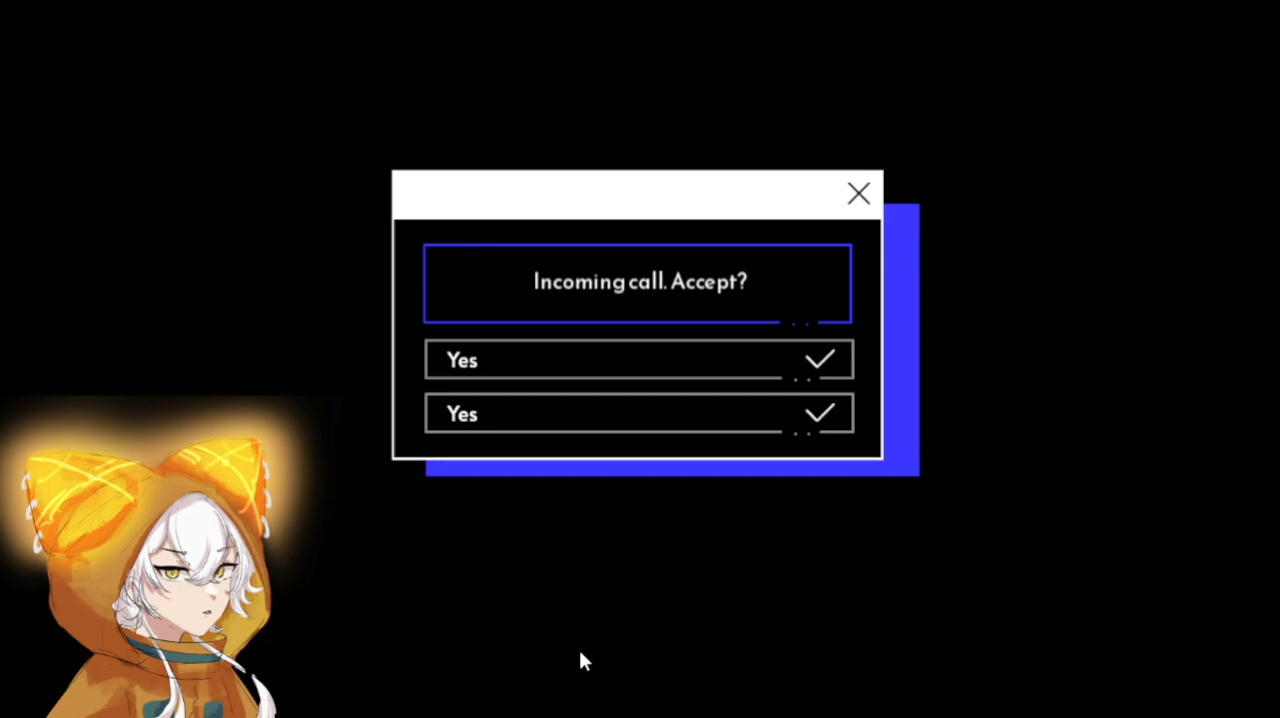 Incoming call. Accept?
Yes
Yes